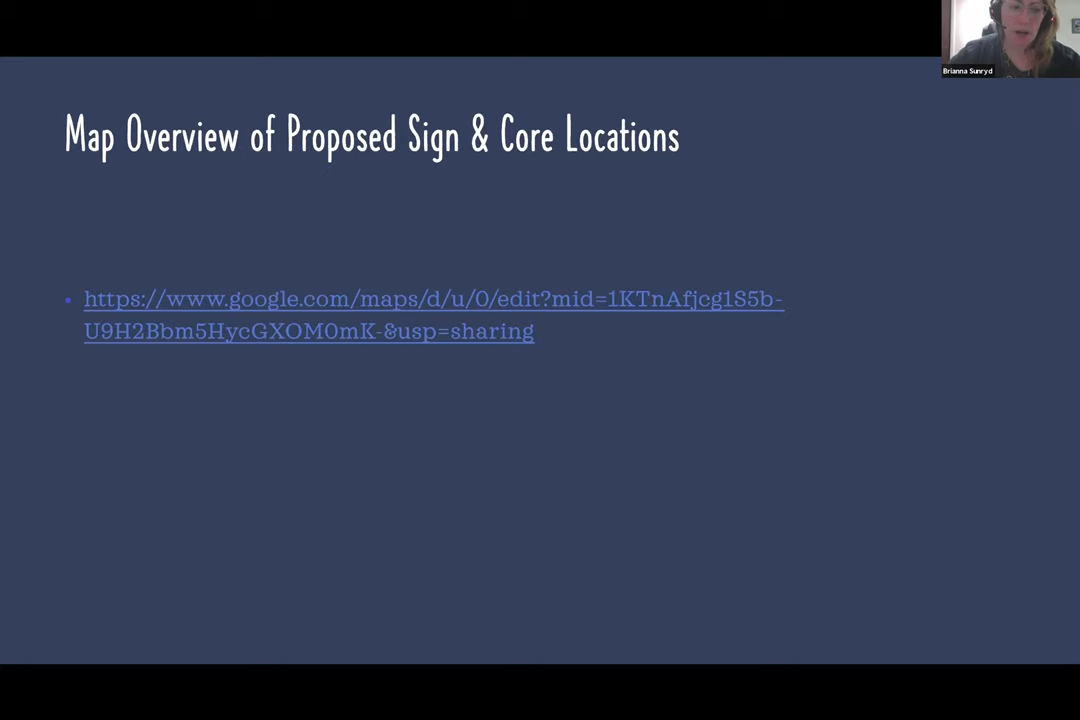 Brianna Sunryd
Map Overview of Proposed Sign & Core Locations
https://www.google.com/maps/d/u/0/edit?mid=1KTnAfjcg1S5b-
U9H2Bbm5HycGXOM0mK-&usp=sharing